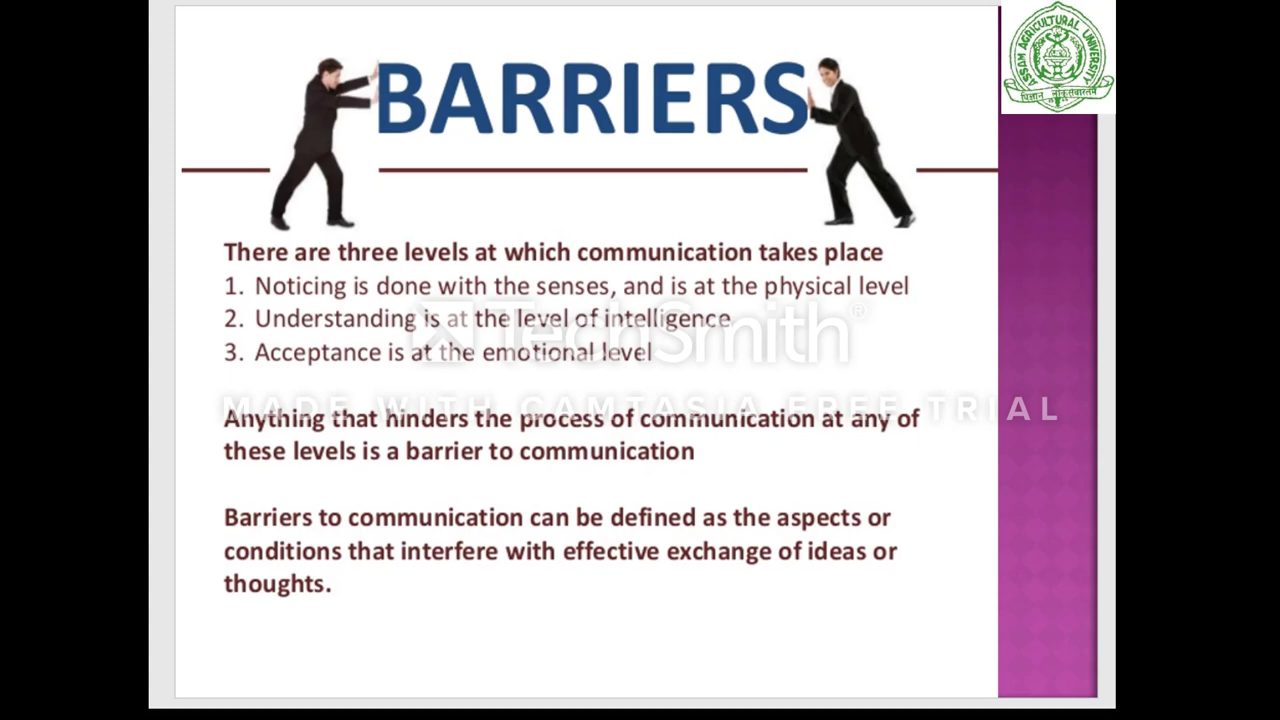 BARRIERS
ASSAM AGRICULTURAL UNIVERSITY
There are three levels at which communication takes place
1. Noticing is done with the senses, and is at the physical level
2. Understanding is at the level of intelligence
3. Acceptance is at the emotional level
TechSmith®
MADE WITH CAMTASIA FREE TRIAL
Anything that hinders the process of communication at any of
these levels is a barrier to communication
Barriers to communication can be defined as the aspects or
conditions that interfere with effective exchange of ideas or
thoughts.